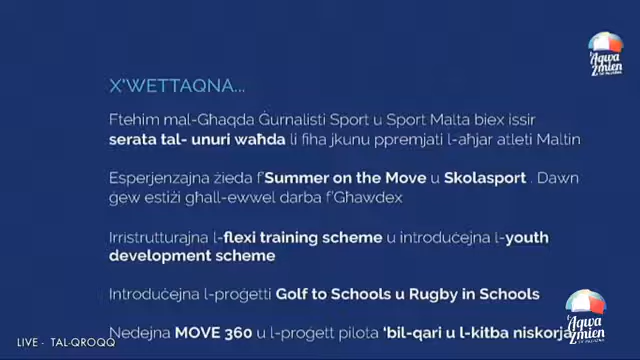 X'WETTAQNA...
Ftehim mal-Għaqda Ġurnalisti Sport u Sport Malta biex issir
serata tal- unuri waħda li fiha jkunu ppremjati l-aħjar atleti Maltin
Esperjenzajna żieda f'Summer on the Move u Skolasport . Dawn
ġew estiżi għall-ewwel darba f'Għawdex
Irristrutturajna l-flexi training scheme u introduċejna l-youth
development scheme
Introduċejna l-proġetti Golf to Schools u Rugby in Schools
Nedejna MOVE 360 u l-proġett pilota 'bil-qari u l-kitba niskorja
LIVE - TAL-QROQQ
l-Aqwa
Żmien
l-Aqwa
Żmien